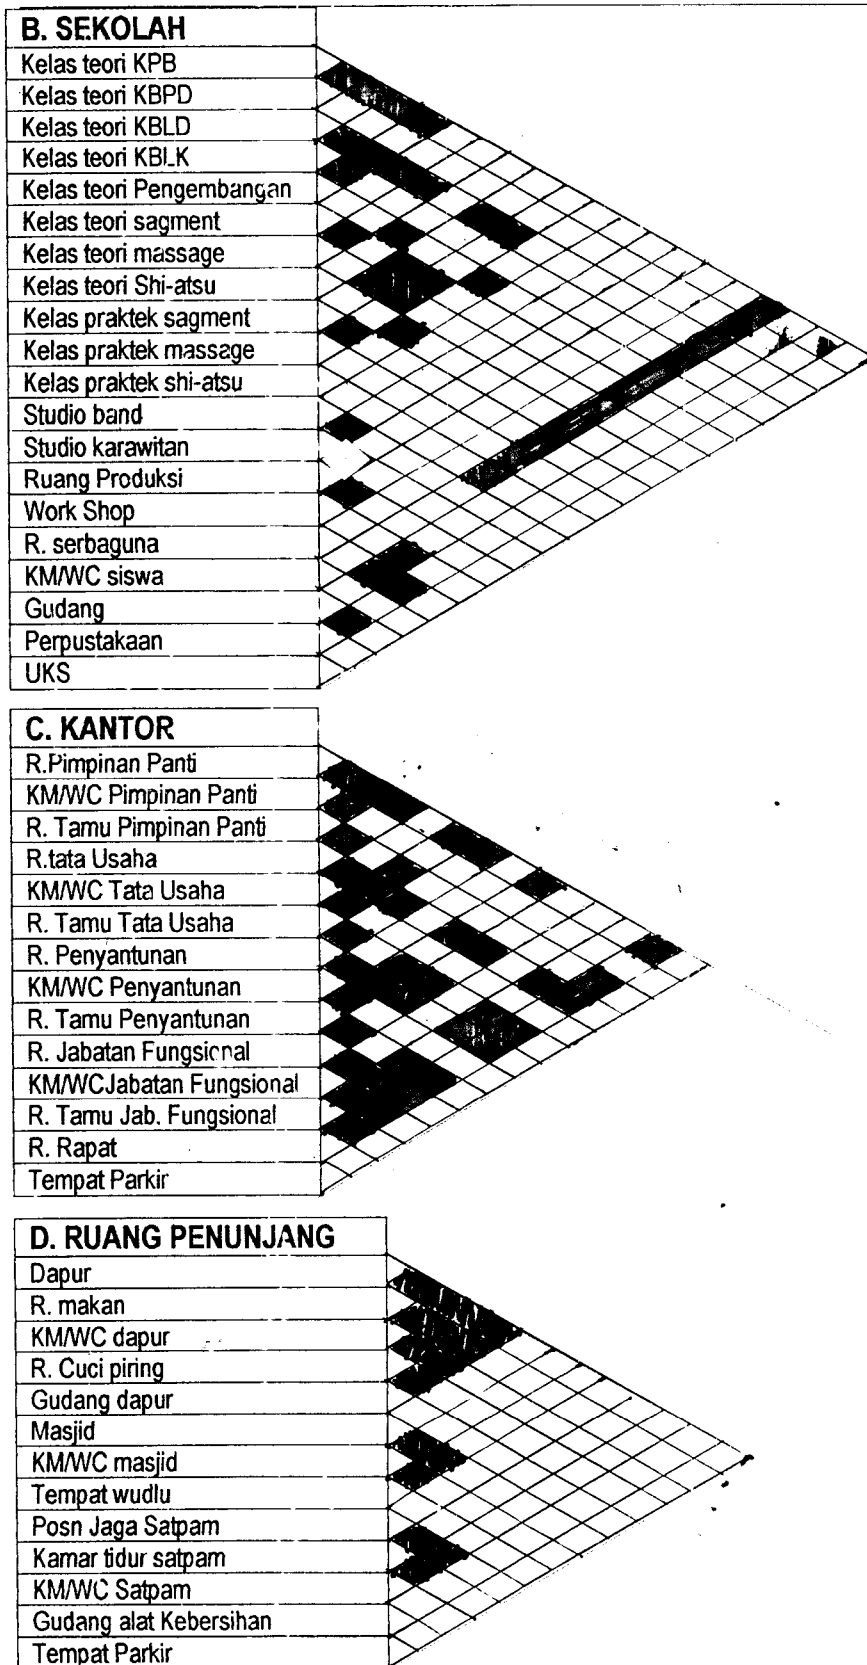 B. SEKOLAH
Kelas teori KPB
Kelas teori KBPD
Kelas teori KBLD
Kelas teori KBLK
Kelas teori Pengembangan
Kelas teori sagment
Kelas teori massage
Kelas teori Shi-atsu
Kelas praktek sagment
Kelas praktek massage
Kelas praktek shi-atsu
Studio band
Studio karawitan
Ruang Produksi
Work Shop
R. serbaguna
KM/WC siswa
Gudang
Perpustakaan
UKS
C. KANTOR
R.Pimpinan Panti
KM/WC Pimpinan Panti
R. Tamu Pimpinan Panti
R.tata Usaha
KM/WC Tata Usaha
R. Tamu Tata Usaha
R. Penyantunan
KM/WC Penyantunan
R. Tamu Penyantunan
R. Jabatan Fungsional
KM/WCJabatan Fungsional
R. Tamu Jab. Fungsional
R. Rapat
Tempat Parkir
D. RUANG PENUNJANG
Dapur
R. makan
KM/WC dapur
R. Cuci piring
Gudang dapur
Masjid
KM/WC masjid
Tempat wudlu
Posn Jaga Satpam
Kamar tidur satpam
KM/WC Satpam
Gudang alat Kebersihan
Tempat Parkir